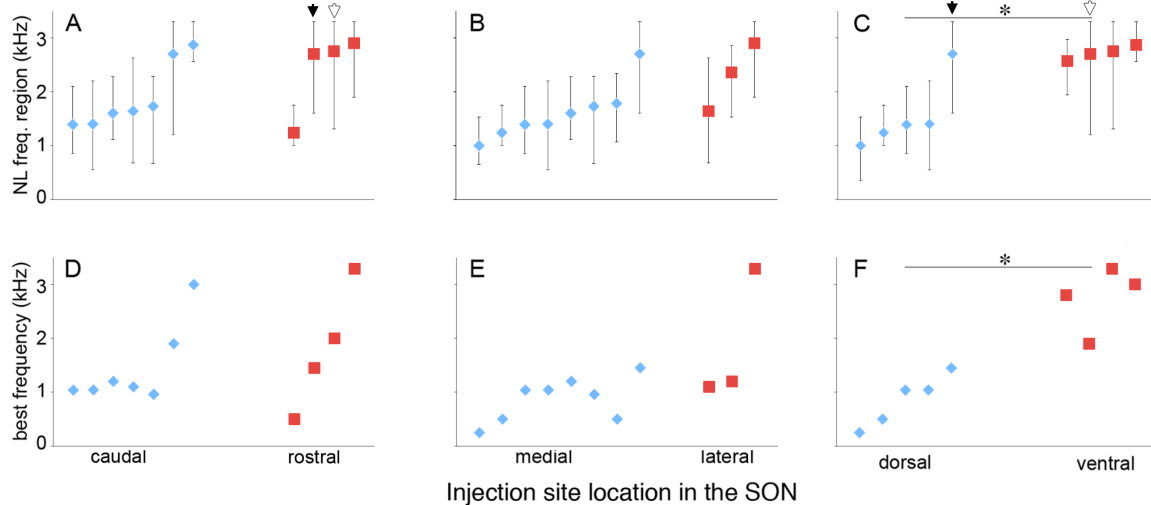 A
B
C
*
NL freq. region (kHz)
3
2
1
0
D
E
F
*
best frequency (kHz)
3
2
1
0
caudal
rostral
medial
lateral
dorsal
ventral
Injection site location in the SON